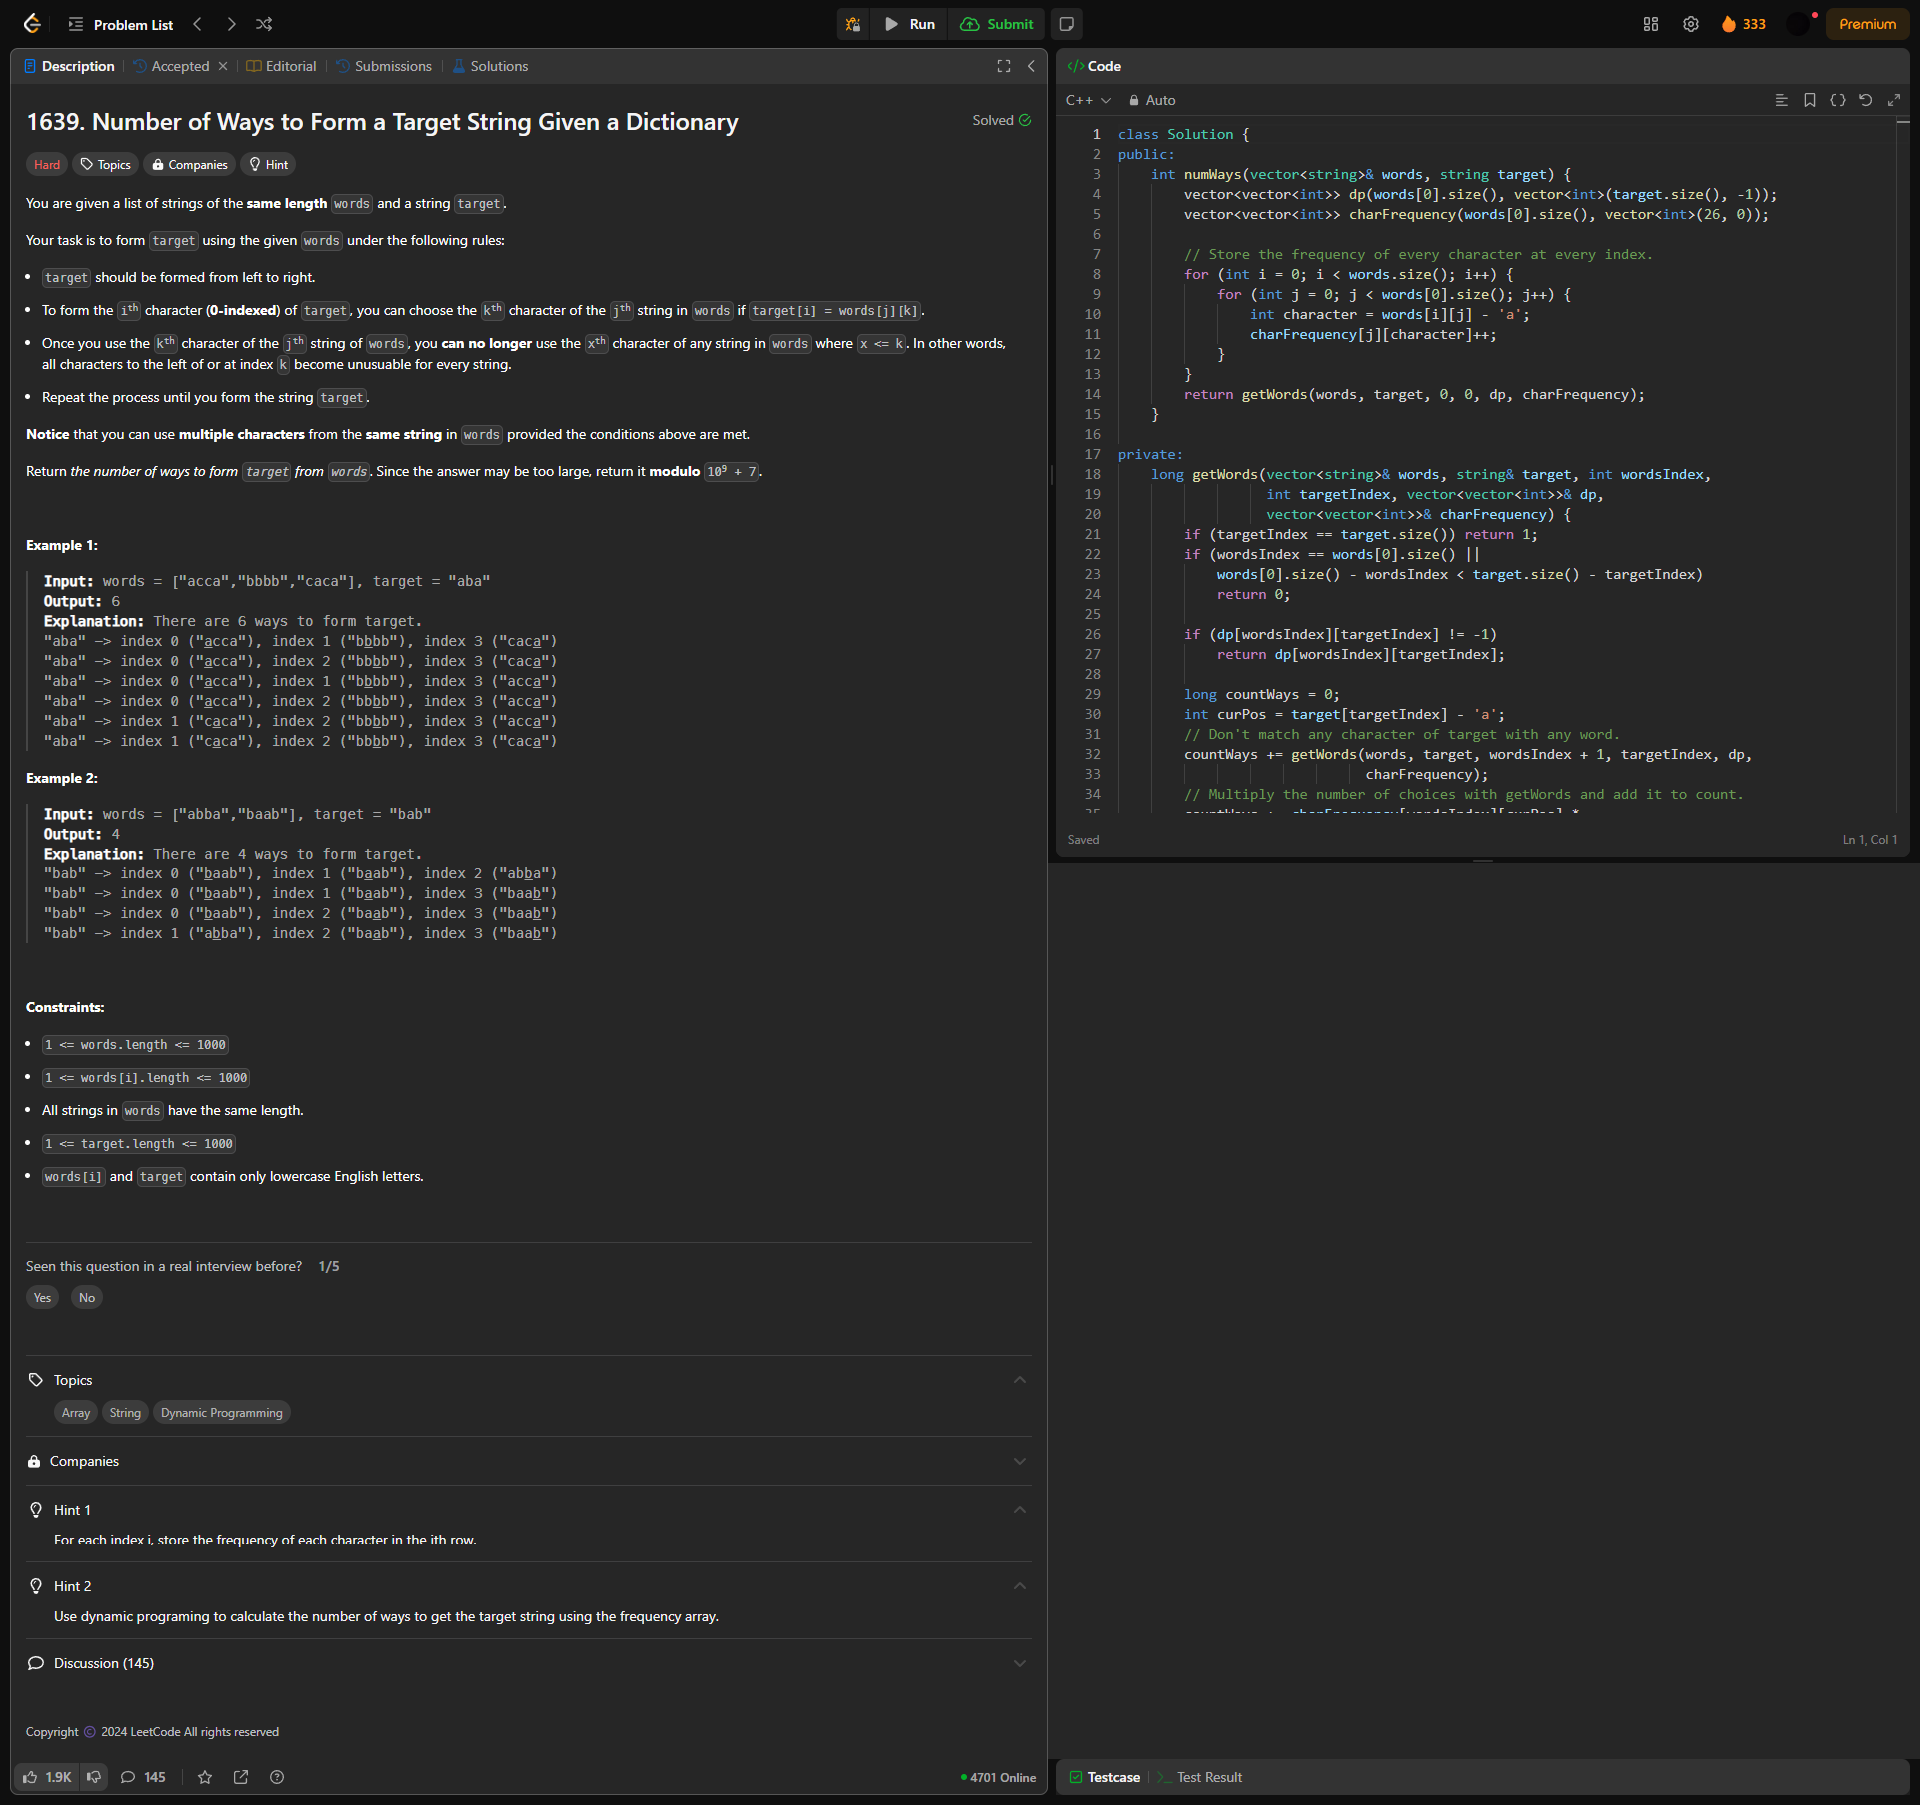 Problem List
Run
Submit
333
Premium
Description
Accepted
Editorial
Submissions
Solutions
1639. Number of Ways to Form a Target String Given a Dictionary
Solved
Hard
Topics
Companies
Hint
You are given a list of strings of the same length words and a string target.
Your task is to form target using the given words under the following rules:
• target should be formed from left to right.
• To form the iᵗʰ character (0-indexed) of target, you can choose the kᵗʰ character of the jᵗʰ string in words if target[i] = words[j][k].
• Once you use the kᵗʰ character of the jᵗʰ string of words, you can no longer use the xᵗʰ character of any string in words where x <= k. In other words,
all characters to the left of or at index k become unusuable for every string.
• Repeat the process until you form the string target.
Notice that you can use multiple characters from the same string in words provided the conditions above are met.
Return the number of ways to form target from words. Since the answer may be too large, return it modulo 10⁹ + 7.
Example 1:
Input: words = ["acca","bbbb","caca"], target = "aba"
Output: 6
Explanation: There are 6 ways to form target.
"aba" -> index 0 ("acca"), index 1 ("bbbb"), index 3 ("caca")
"aba" -> index 0 ("acca"), index 2 ("bbbb"), index 3 ("caca")
"aba" -> index 0 ("acca"), index 1 ("bbbb"), index 3 ("acca")
"aba" -> index 0 ("acca"), index 2 ("bbbb"), index 3 ("acca")
"aba" -> index 1 ("caca"), index 2 ("bbbb"), index 3 ("acca")
"aba" -> index 1 ("caca"), index 2 ("bbbb"), index 3 ("caca")
Example 2:
Input: words = ["abba","baab"], target = "bab"
Output: 4
Explanation: There are 4 ways to form target.
"bab" -> index 0 ("baab"), index 1 ("baab"), index 2 ("abba")
"bab" -> index 0 ("baab"), index 1 ("baab"), index 3 ("baab")
"bab" -> index 0 ("baab"), index 2 ("baab"), index 3 ("baab")
"bab" -> index 1 ("abba"), index 2 ("baab"), index 3 ("baab")
Constraints:
• 1 <= words.length <= 1000
• 1 <= words[i].length <= 1000
• All strings in words have the same length.
• 1 <= target.length <= 1000
• words[i] and target contain only lowercase English letters.
Seen this question in a real interview before? 1/5
Yes
No
Topics
Array
String
Dynamic Programming
Companies
Hint 1
For each index i, store the frequency of each character in the ith row.
Hint 2
Use dynamic programing to calculate the number of ways to get the target string using the frequency array.
Discussion (145)
Copyright © 2024 LeetCode All rights reserved
1.9K
145
4701 Online
Code
C++
Auto
1 class Solution {
2 public:
3     int numWays(vector<string>& words, string target) {
4         vector<vector<int>> dp(words[0].size(), vector<int>(target.size(), -1));
5         vector<vector<int>> charFrequency(words[0].size(), vector<int>(26, 0));
6
7         // Store the frequency of every character at every index.
8         for (int i = 0; i < words.size(); i++) {
9             for (int j = 0; j < words[0].size(); j++) {
10                 int character = words[i][j] - 'a';
11                 charFrequency[j][character]++;
12             }
13         }
14         return getWords(words, target, 0, 0, dp, charFrequency);
15     }
16
17 private:
18     long getWords(vector<string>& words, string& target, int wordsIndex,
19                   int targetIndex, vector<vector<int>>& dp,
20                   vector<vector<int>>& charFrequency) {
21         if (targetIndex == target.size()) return 1;
22         if (wordsIndex == words[0].size() ||
23             words[0].size() - wordsIndex < target.size() - targetIndex)
24             return 0;
25
26         if (dp[wordsIndex][targetIndex] != -1)
27             return dp[wordsIndex][targetIndex];
28
29         long countWays = 0;
30         int curPos = target[targetIndex] - 'a';
31         // Don't match any character of target with any word.
32         countWays += getWords(words, target, wordsIndex + 1, targetIndex, dp,
33                               charFrequency);
34         // Multiply the number of choices with getWords and add it to count.
Saved
Ln 1, Col 1
Testcase
Test Result